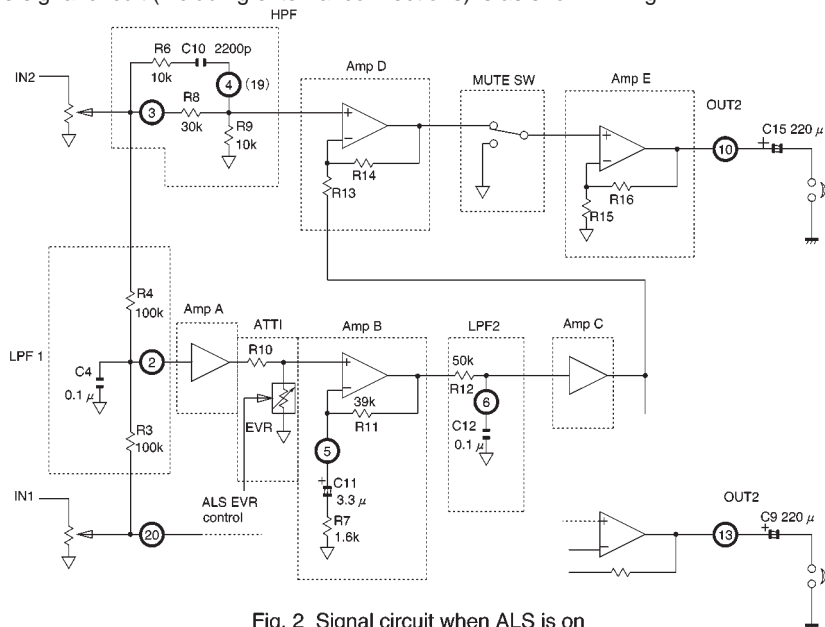 HPF
R6
C10
2200p
10k
IN2
4
(19)
3
R8
30k
R9
10k
Amp D
+
−
R14
R13
MUTE SW
Amp E
+
−
R16
R15
OUT2
10
+
C15 220 μ
LPF 1
R4
100k
C4
0.1 μ
2
R3
100k
Amp A
ATTI
R10
EVR
Amp B
+
−
39k
R11
5
+
C11
3.3 μ
R7
1.6k
LPF2
50k
R12
6
C12
0.1 μ
Amp C
IN1
20
ALS EVR
control
+
−
OUT2
13
+
C9 220 μ
Fig. 2 Signal circuit when ALS is on